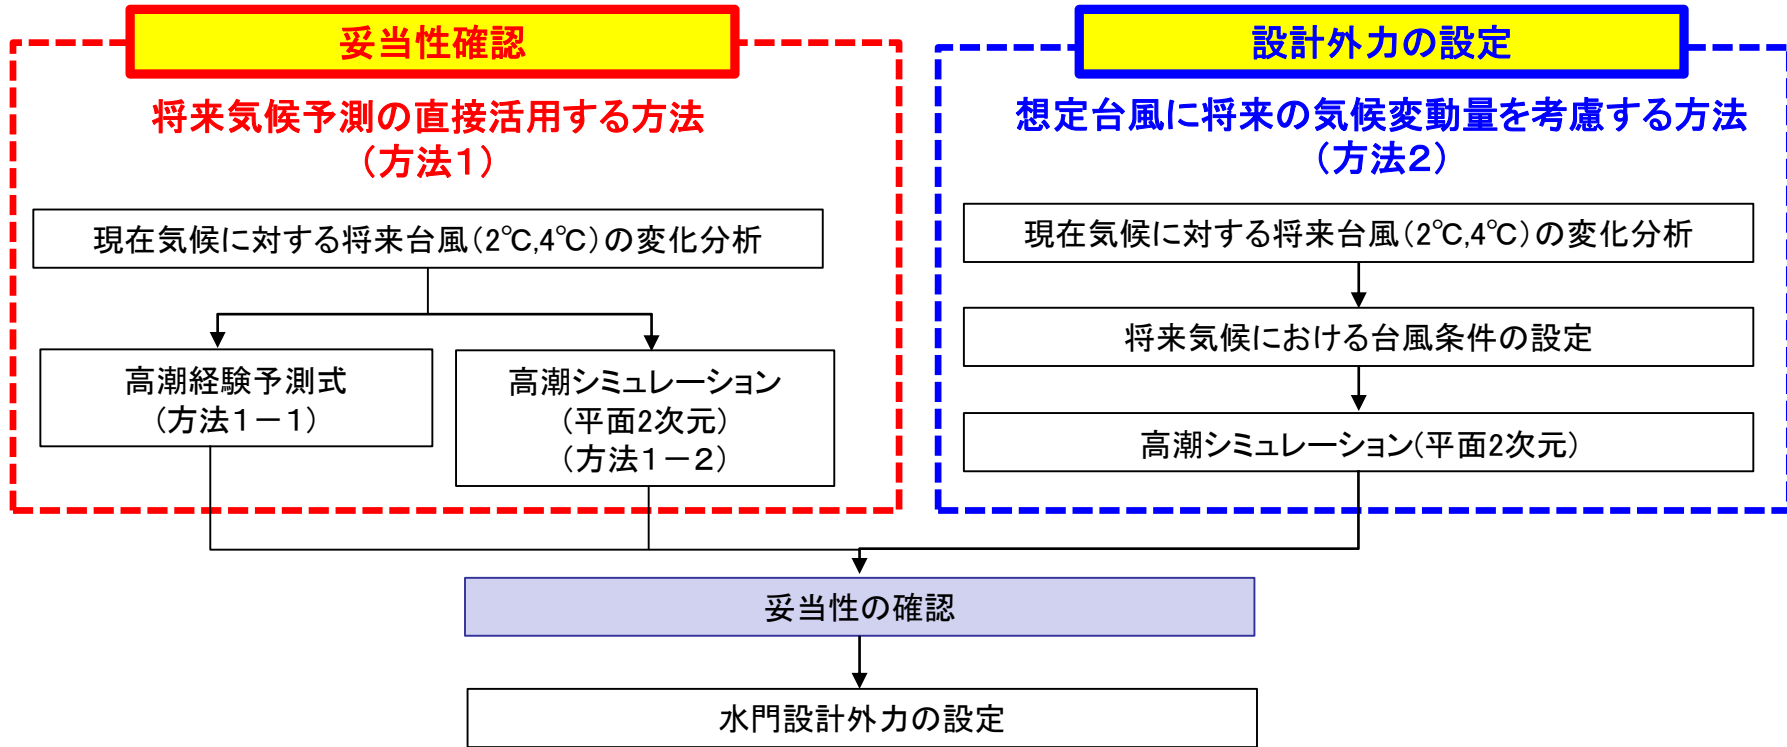 妥当性確認
将来気候予測の直接活用する方法
(方法1)
現在気候に対する将来台風(2℃,4℃)の変化分析
高潮経験予測式
(方法1-1)
高潮シミュレーション
(平面2次元)
(方法1-2)
設計外力の設定
想定台風に将来の気候変動量を考慮する方法
(方法2)
現在気候に対する将来台風(2℃,4℃)の変化分析
将来気候における台風条件の設定
高潮シミュレーション(平面2次元)
妥当性の確認
水門設計外力の設定